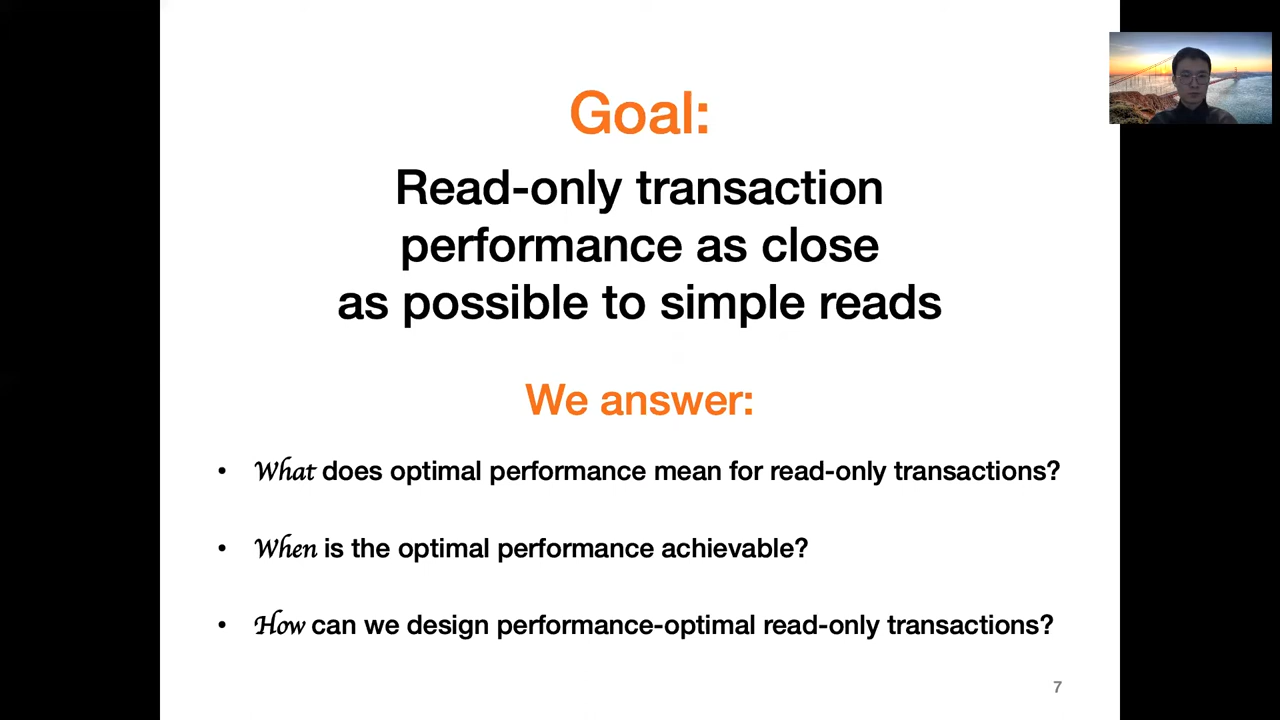 Goal:
Read-only transaction
performance as close
as possible to simple reads
We answer:
• What does optimal performance mean for read-only transactions?
• When is the optimal performance achievable?
• How can we design performance-optimal read-only transactions?
7